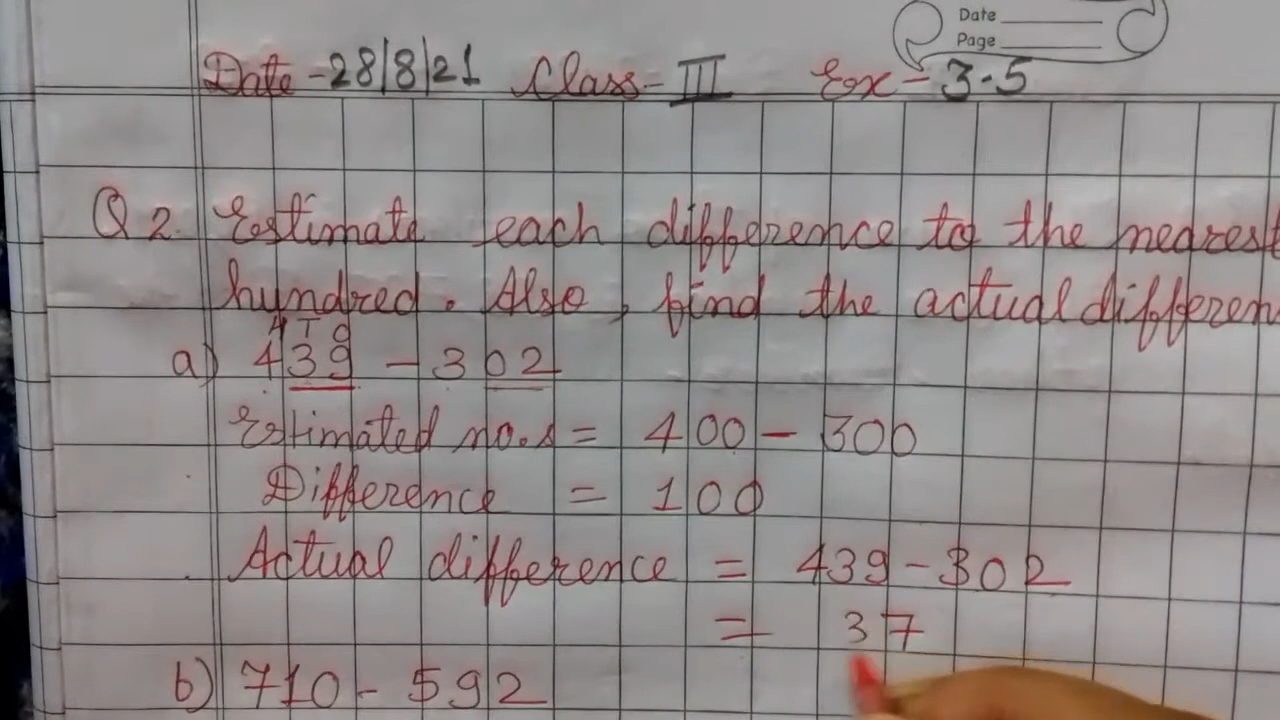 Date
Page
Date - 28/8/21 Class - III Ex - 3.5
Q 2. Estimate each difference to the nearest
hundred. Also, find the actual differen
H T O
a) 439 - 302
Estimated no.s = 400 - 300
Difference = 100
Actual difference = 439 - 302
= 37
b) 710 - 592